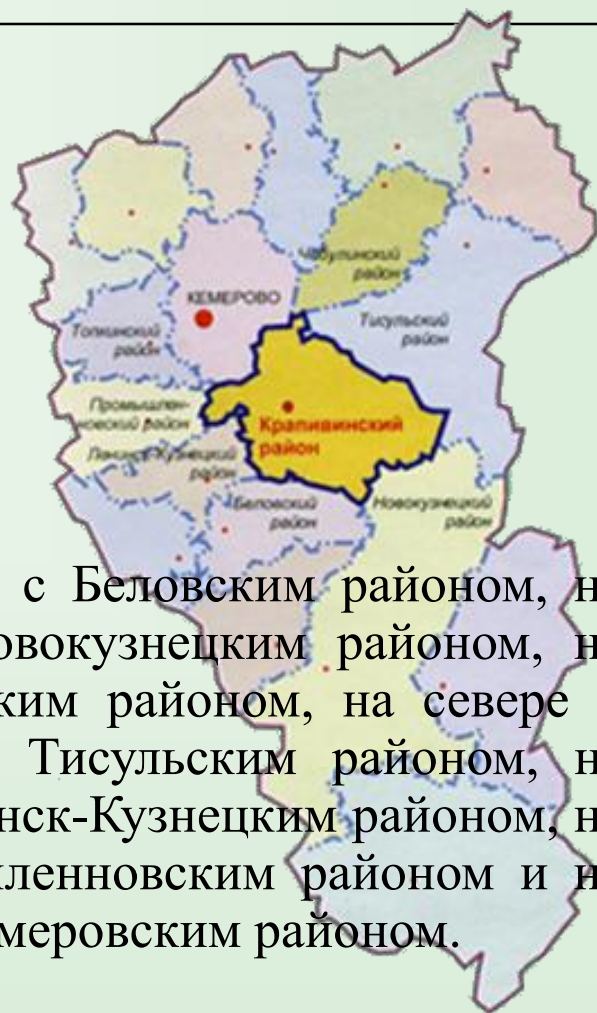 Чебулинский
район
КЕМЕРОВО
Тисульский
район
Топкинский
район
Промышлен-
новский район
Крапивинский
район
Ленинск-Кузнецкий
район
Беловский
район
Новокузнецкий
район
с Беловским районом, н
овокузнецким районом, н
ким районом, на севере
Тисульским районом, н
нск-Кузнецким районом, н
ленновским районом и н
меровским районом.